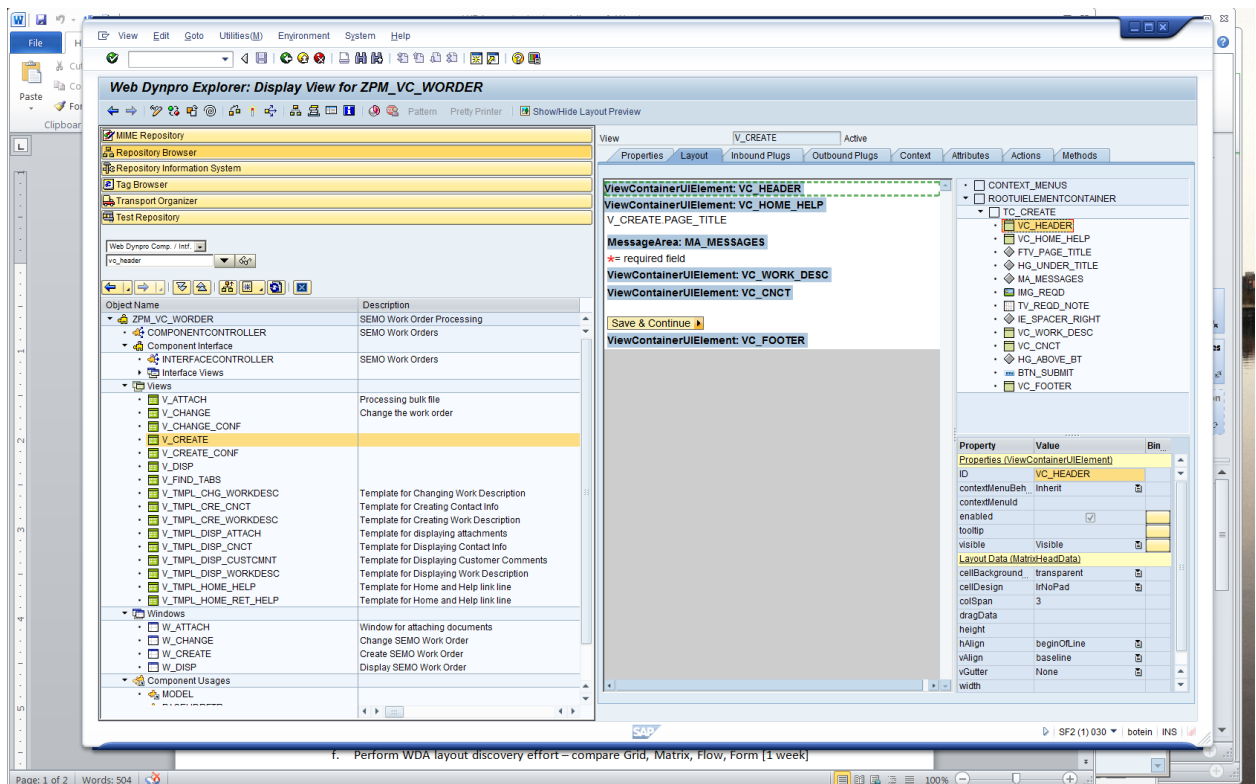 File
Paste
Clipboar
View Edit Goto Utilities(M) Environment System Help
Web Dynpro Explorer: Display View for ZPM_VC_WORDER
Pattern Pretty Printer Show/Hide Layout Preview
MIME Repository
Repository Browser
Repository Information System
Tag Browser
Transport Organizer
Test Repository
Web Dynpro Comp. / Intf.
vc_header
Object Name Description
ZPM_VC_WORDER SEMO Work Order Processing
COMPONENTCONTROLLER SEMO Work Orders
Component Interface
INTERFACECONTROLLER SEMO Work Orders
Interface Views
Views
V_ATTACH Processing bulk file
V_CHANGE Change the work order
V_CHANGE_CONF
V_CREATE
V_CREATE_CONF
V_DISP
V_FIND_TABS
V_TMPL_CHG_WORKDESC Template for Changing Work Description
V_TMPL_CRE_CNCT Template for Creating Contact Info
V_TMPL_CRE_WORKDESC Template for Creating Work Description
V_TMPL_DISP_ATTACH Template for displaying attachments
V_TMPL_DISP_CNCT Template for Displaying Contact Info
V_TMPL_DISP_CUSTCMNT Template for Displaying Customer Comments
V_TMPL_DISP_WORKDESC Template for Displaying Work Description
V_TMPL_HOME_HELP Template for Home and Help link line
V_TMPL_HOME_RET_HELP Template for Home and Help link line
Windows
W_ATTACH Window for attaching documents
W_CHANGE Change SEMO Work Order
W_CREATE Create SEMO Work Order
W_DISP Display SEMO Work Order
Component Usages
MODEL
View V_CREATE Active
Properties Layout Inbound Plugs Outbound Plugs Context Attributes Actions Methods
ViewContainerUIElement: VC_HEADER
ViewContainerUIElement: VC_HOME_HELP
V_CREATE.PAGE_TITLE
MessageArea: MA_MESSAGES
*= required field
ViewContainerUIElement: VC_WORK_DESC
ViewContainerUIElement: VC_CNCT
Save & Continue
ViewContainerUIElement: VC_FOOTER
CONTEXT_MENUS
ROOTUIELEMENTCONTAINER
TC_CREATE
VC_HEADER
VC_HOME_HELP
FTV_PAGE_TITLE
HG_UNDER_TITLE
MA_MESSAGES
IMG_REQD
TV_REQD_NOTE
IE_SPACER_RIGHT
VC_WORK_DESC
VC_CNCT
HG_ABOVE_BT
BTN_SUBMIT
VC_FOOTER
Property Value Bin...
Properties (ViewContainerUIElement)
ID VC_HEADER
contextMenuBeh... Inherit
contextMenuId
enabled
tooltip
visible Visible
Layout Data (MatrixHeadData)
cellBackground... transparent
cellDesign lrNoPad
colSpan 3
dragData
height
hAlign beginOfLine
vAlign baseline
vGutter None
width
SAP SF2 (1) 030 botein INS
f. Perform WDA layout discovery effort – compare Grid, Matrix, Flow, Form [1 week]
Page: 1 of 2 Words: 504 100%